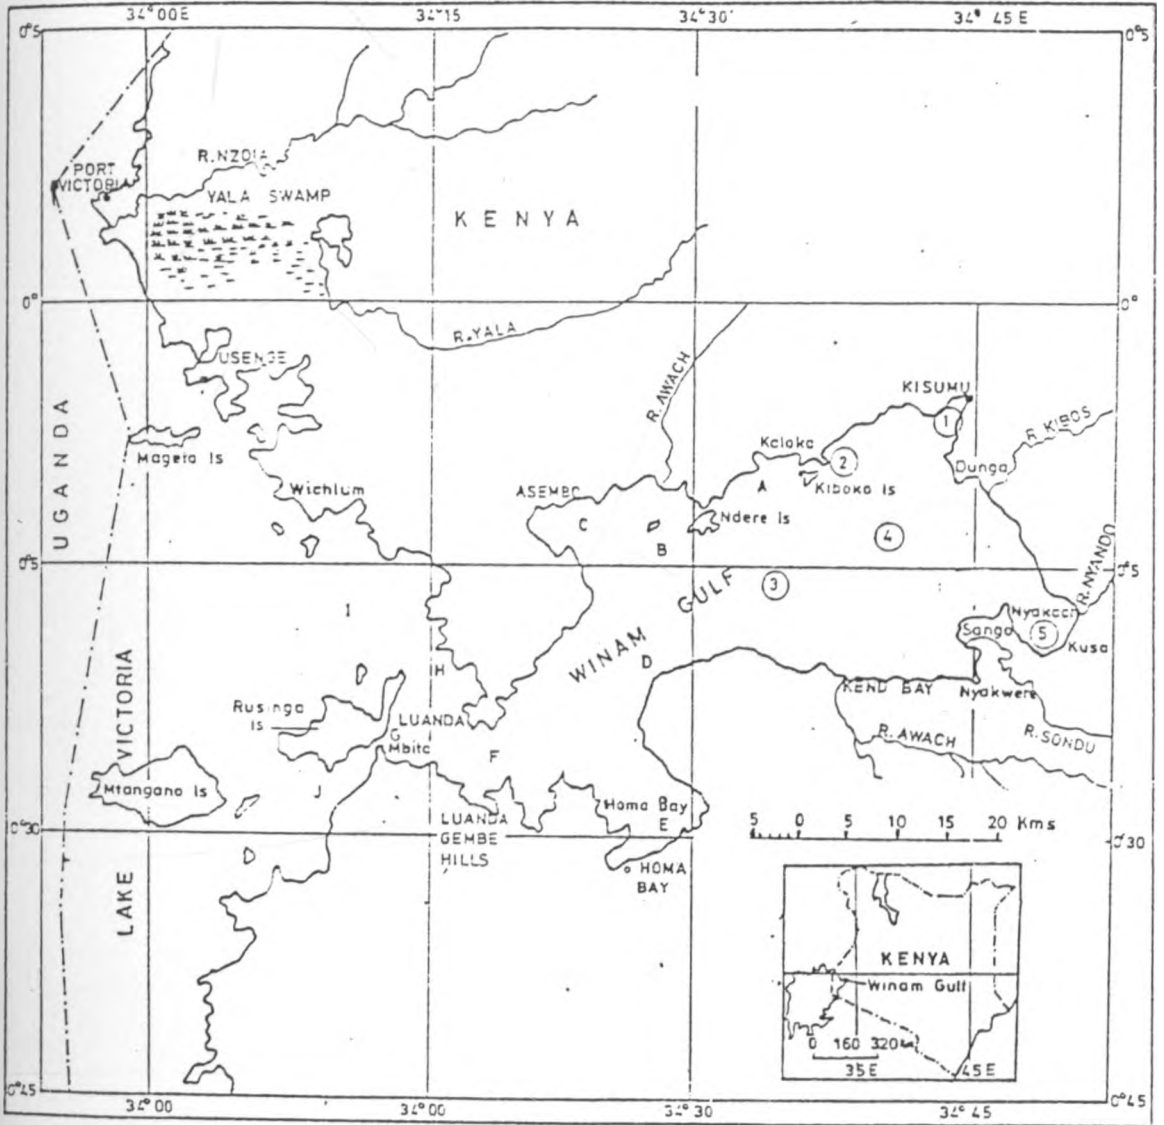 34°00E
34°15
34°30'
34° 45 E
0°5
0°5
R.NZOIA
PORT
VICTORIA
YALA SWAMP
KENYA
0°
0°
R.YALA
R. AWACH
USENGE
KISUMU
1
R. KIBOS
UGANDA
Mageta Is
Kaloka
2
Dunga
Wichlum
ASEMBO
A
Kiboko Is
Ndere Is
C
B
4
0°5
°5
R.NYANDO
3
WINAM GULF
I
Nyakach
Sango
5
Kusa
D
H
KEND BAY
Nyakwere
Rusinga
Is
LUANDA
G
Mbita
R. AWACH
R. SONDU
F
LAKE VICTORIA
Mfangano Is
J
Homa Bay
E
LUANDA
GEMBE
HILLS
HOMA
BAY
5 0 5 10 15 20 Kms
0°30
0°30
KENYA
Winam Gulf
0 160 320
35E
45E
0°45
0°45
34°00
34°00
34°30
34°45